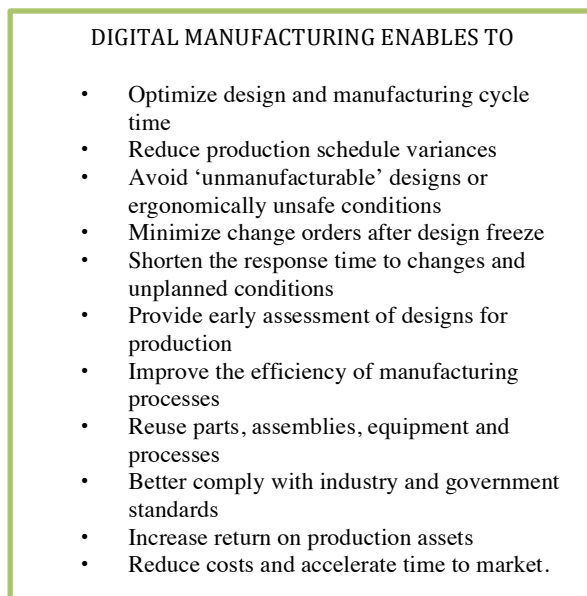 DIGITAL MANUFACTURING ENABLES TO
• Optimize design and manufacturing cycle
time
• Reduce production schedule variances
• Avoid ‘unmanufacturable’ designs or
ergonomically unsafe conditions
• Minimize change orders after design freeze
• Shorten the response time to changes and
unplanned conditions
• Provide early assessment of designs for
production
• Improve the efficiency of manufacturing
processes
• Reuse parts, assemblies, equipment and
processes
• Better comply with industry and government
standards
• Increase return on production assets
• Reduce costs and accelerate time to market.